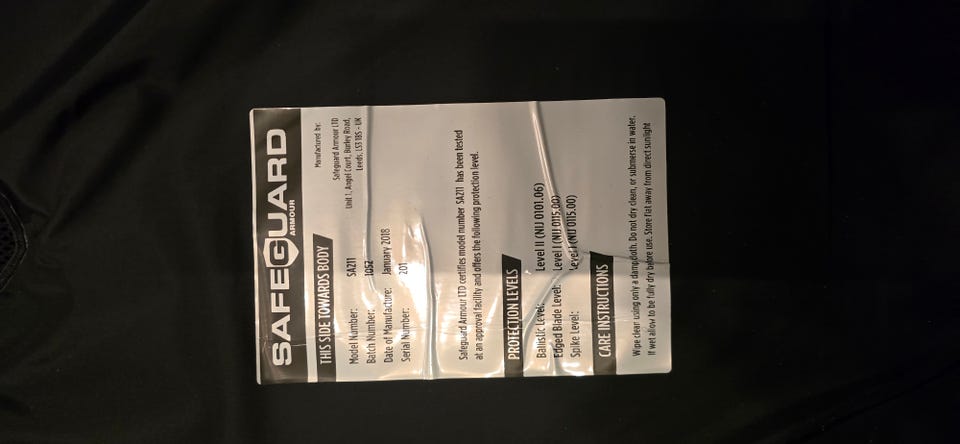 SAFEGUARD
ARMOUR
THIS SIDE TOWARDS BODY
Manufactured by:
Safeguard Armour LTD
Unit 1, Angel Court, Burley Road,
Leeds, LS3 1BS - UK
Model Number: SA211
Batch Number: 1052
Date of Manufacture: January 2018
Serial Number: 201
Safeguard Armour LTD certifies model number SA211 has been tested
at an approval facility and offers the following protection level.
PROTECTION LEVELS
Ballistic Level: Level II (NIJ 0101.06)
Edged Blade Level: Level (NIJ 0115.00)
Spike Level: Level (NIJ 0115.00)
CARE INSTRUCTIONS
Wipe clear using only a damp cloth. Do not dry clean, or submerse in water.
If wet allow to be fully dry before use. Store flat away from direct sunlight